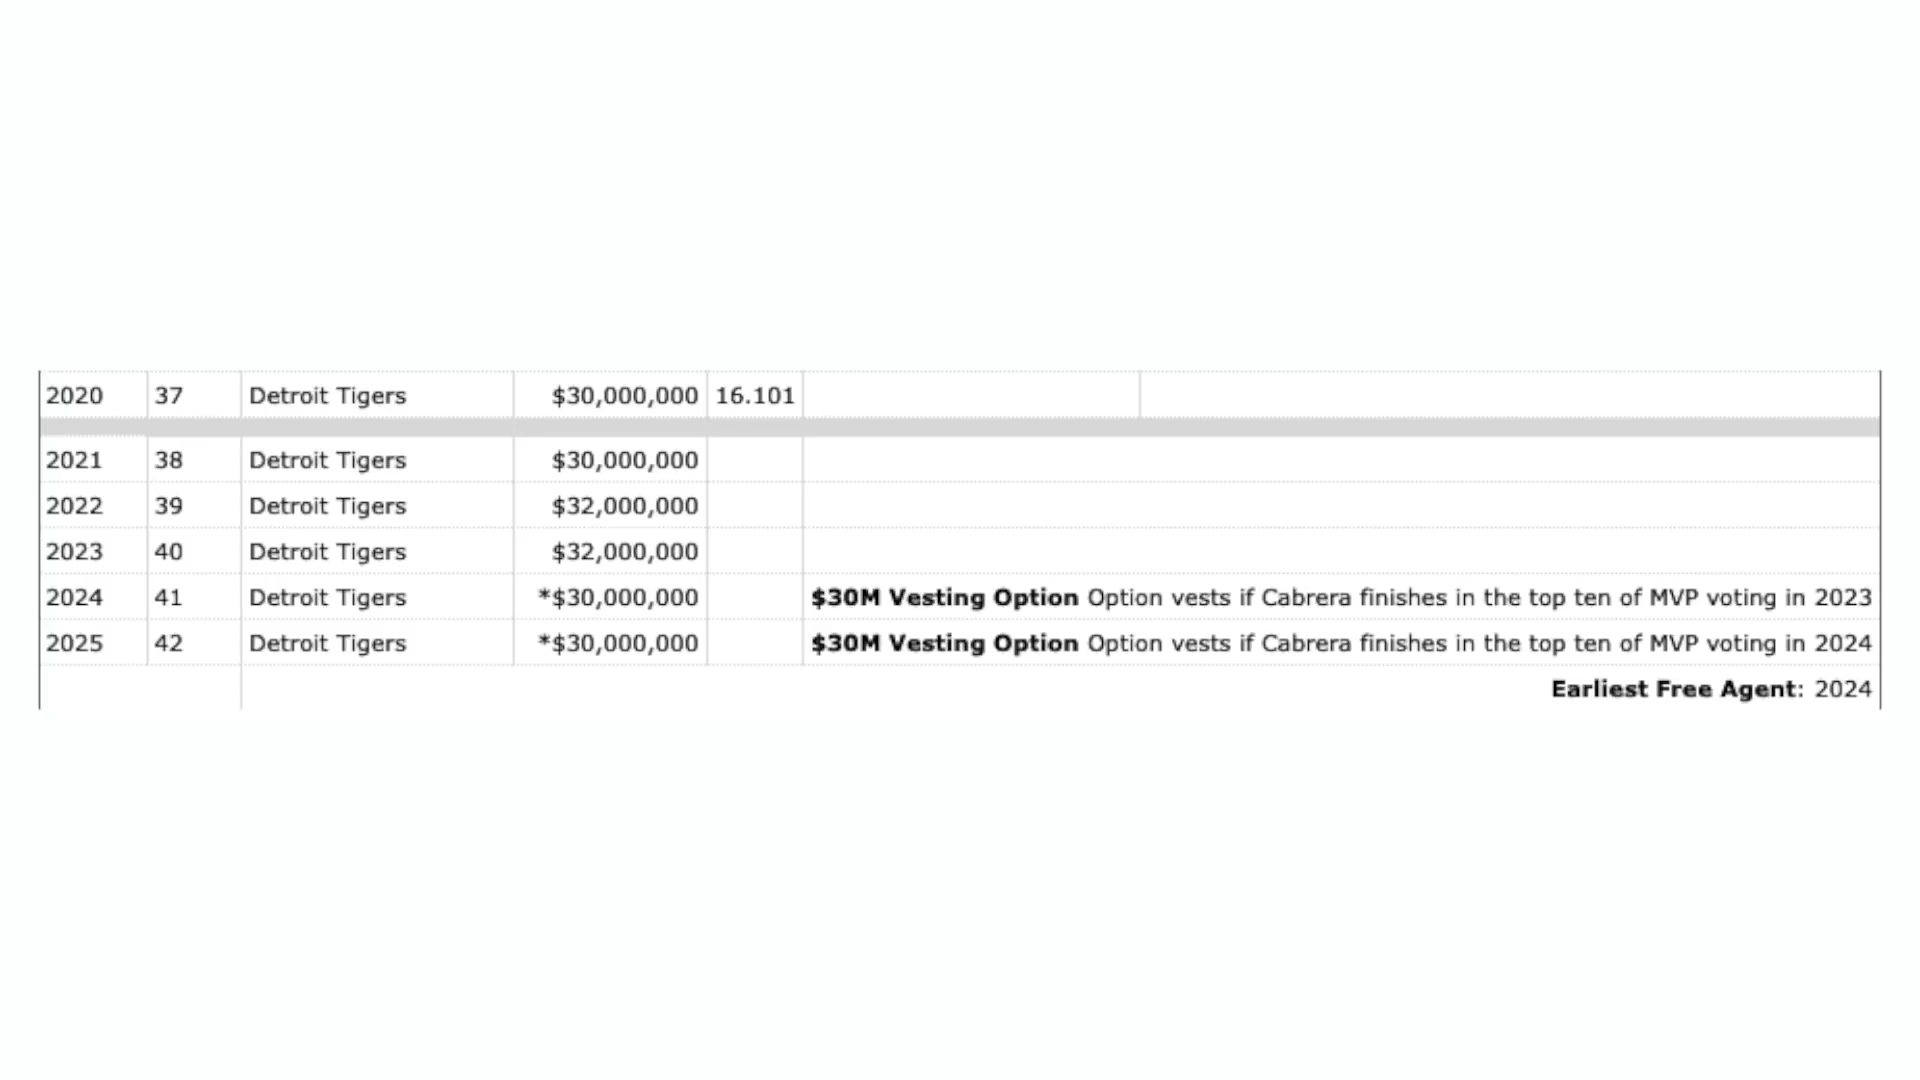 2020 37 Detroit Tigers $30,000,000 16.101
2021 38 Detroit Tigers $30,000,000
2022 39 Detroit Tigers $32,000,000
2023 40 Detroit Tigers $32,000,000
2024 41 Detroit Tigers *$30,000,000 $30M Vesting Option Option vests if Cabrera finishes in the top ten of MVP voting in 2023
2025 42 Detroit Tigers *$30,000,000 $30M Vesting Option Option vests if Cabrera finishes in the top ten of MVP voting in 2024
Earliest Free Agent: 2024